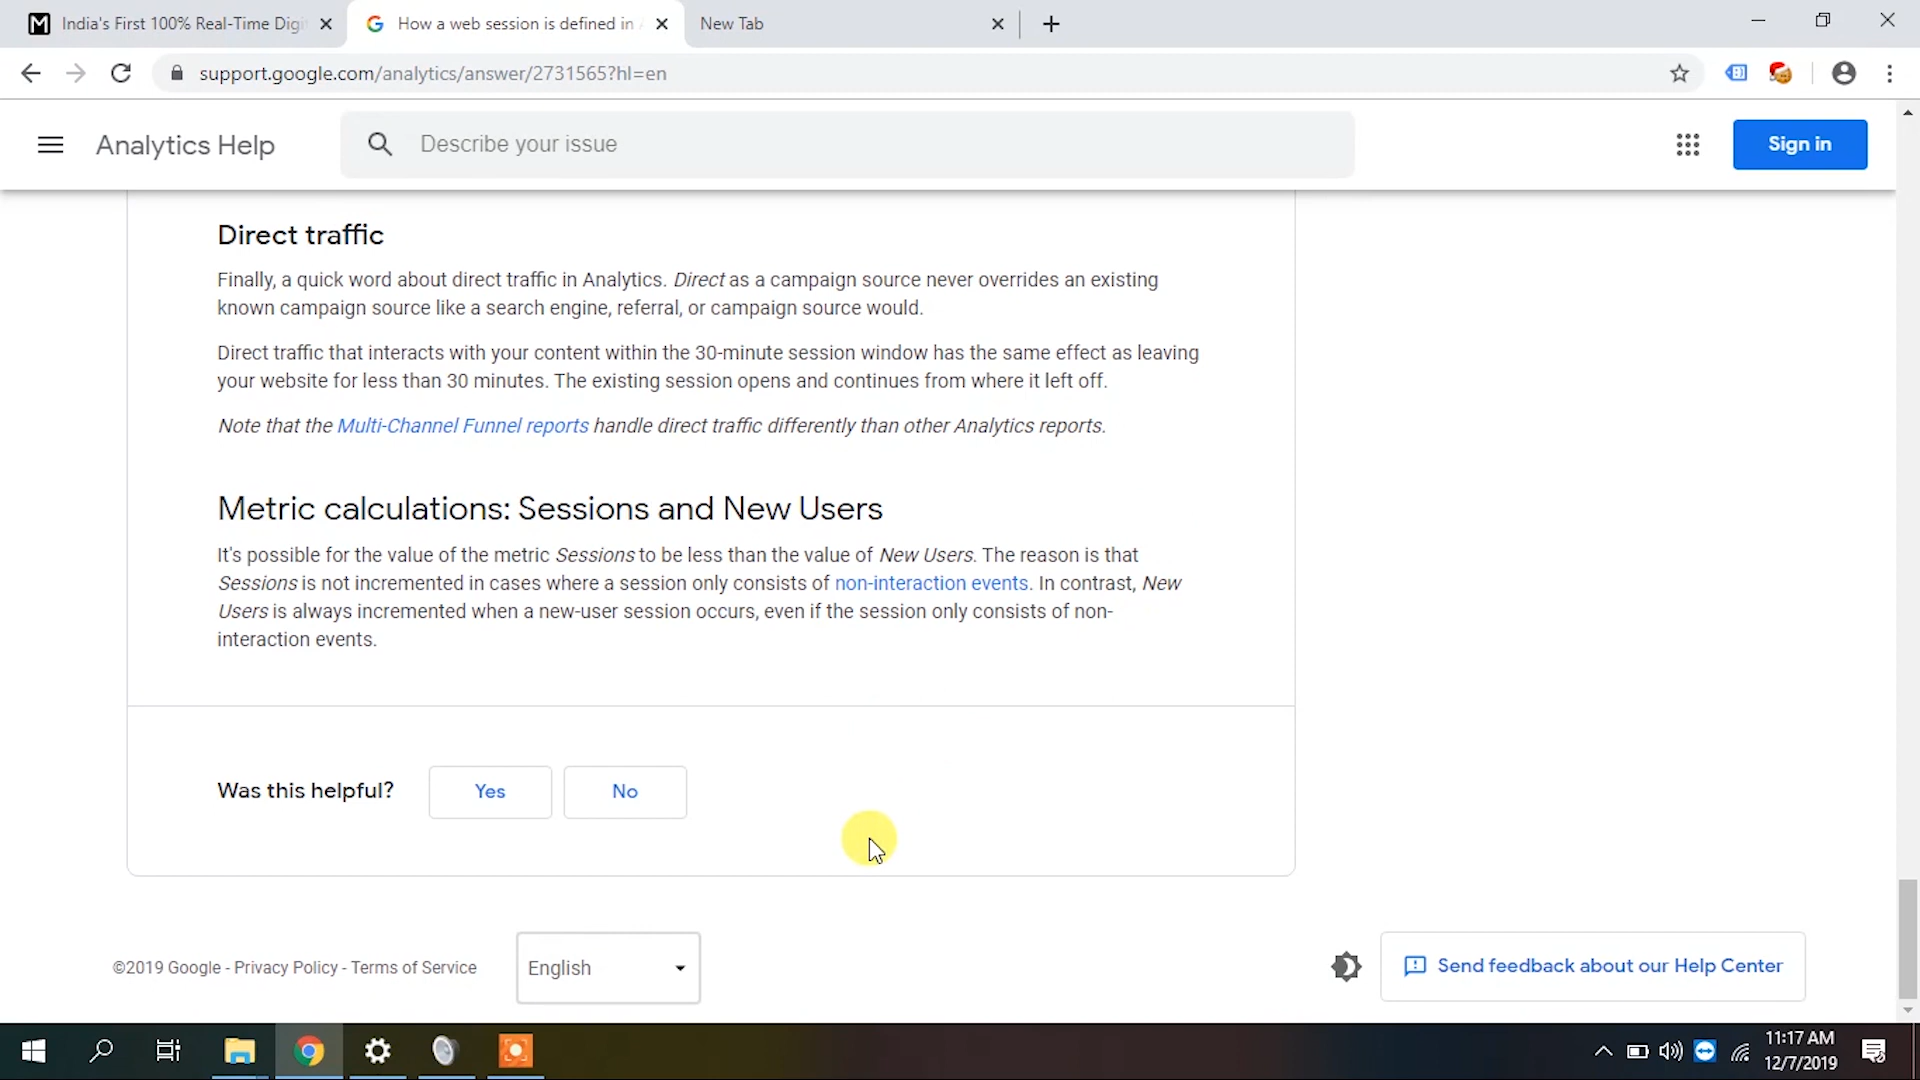 India's First 100% Real-Time Digi
How a web session is defined in
New Tab
support.google.com/analytics/answer/2731565?hl=en
Analytics Help
Describe your issue
Sign in
Direct traffic
Finally, a quick word about direct traffic in Analytics. Direct as a campaign source never overrides an existing
known campaign source like a search engine, referral, or campaign source would.
Direct traffic that interacts with your content within the 30-minute session window has the same effect as leaving
your website for less than 30 minutes. The existing session opens and continues from where it left off.
Note that the Multi-Channel Funnel reports handle direct traffic differently than other Analytics reports.
Metric calculations: Sessions and New Users
It's possible for the value of the metric Sessions to be less than the value of New Users. The reason is that
Sessions is not incremented in cases where a session only consists of non-interaction events. In contrast, New
Users is always incremented when a new-user session occurs, even if the session only consists of non-
interaction events.
Was this helpful?
Yes
No
©2019 Google - Privacy Policy - Terms of Service
English
Send feedback about our Help Center
11:17 AM
12/7/2019